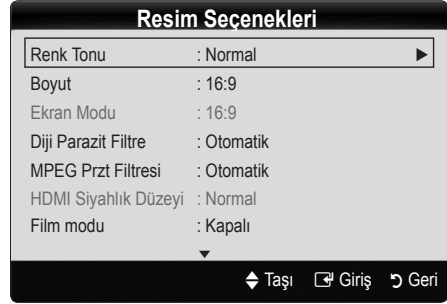 Resim Seçenekleri
Renk Tonu : Normal ►
Boyut : 16:9
Ekran Modu : 16:9
Diji Parazit Filtre : Otomatik
MPEG Przt Filtresi : Otomatik
HDMI Siyahlık Düzeyi : Normal
Film modu : Kapalı
▼
Taşı Giriş Geri